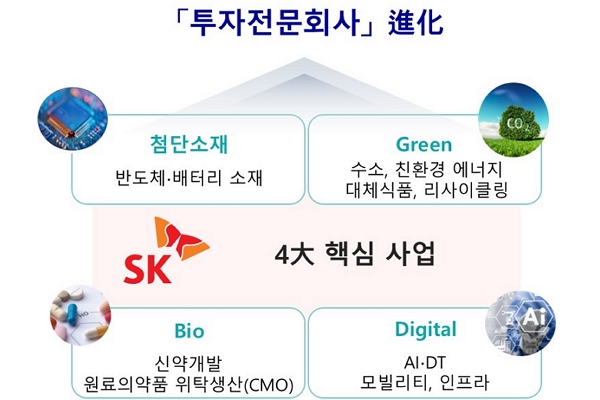 「투자전문회사」 進化
첨단소재
반도체·배터리 소재
CO₂
Green
수소, 친환경 에너지
대체식품, 리사이클링
SK
4大 핵심 사업
Bio
신약개발
원료의약품 위탁생산(CMO)
Digital
AI·DT
모빌리티, 인프라
Ai